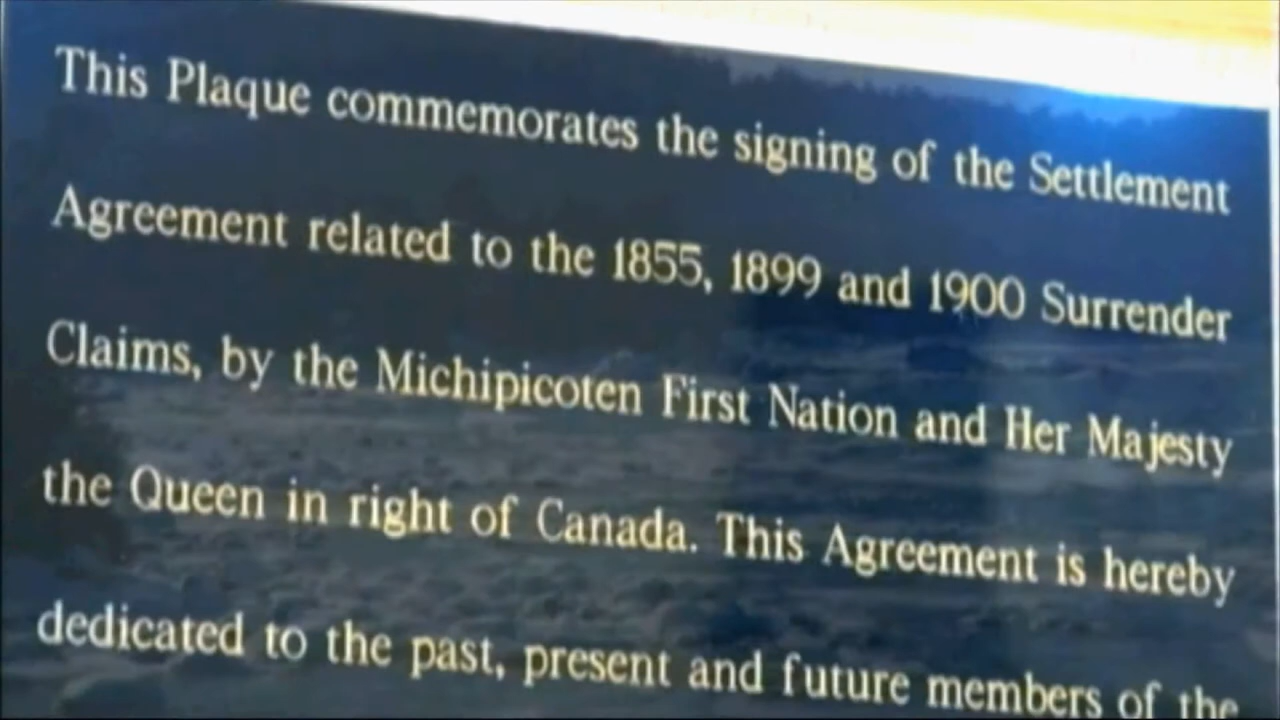 This Plaque commemorates the signing of the Settlement
Agreement related to the 1855, 1899 and 1900 Surrender
Claims, by the Michipicoten First Nation and Her Majesty
the Queen in right of Canada. This Agreement is hereby
dedicated to the past, present and future members of the